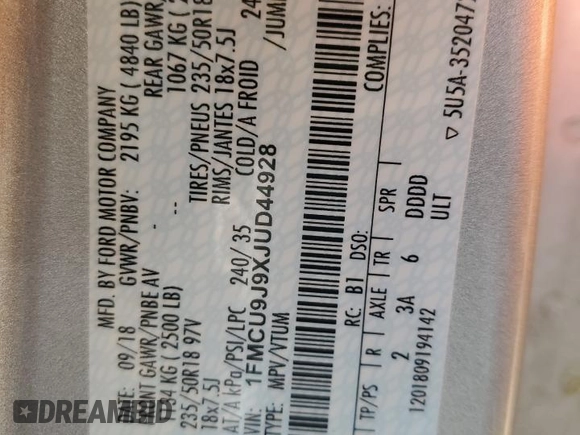 MFD. BY FORD MOTOR COMPANY
DATE: 09/18 GVWR/PNBV: 2195 KG ( 4840 LB)
FRONT GAWR/PNBE AV - REAR GAWR
KG ( 2500 LB) -- 1067 KG (
235/50R18 97V TIRES/PNEUS 235/50R18
18x7.5J RIMS/JANTES 18x7.5J
AT/A kPa/PSI/LPC 240/ 35 COLD/A FROID 24
VIN: 1FMCU9J9XJUD44928 /JUMA
TYPE: MPV/VTUM COMPLIES:
RC: B1 DSO:
TP/PS R AXLE TR SPR
2 3A 6 DDDD
1201809194142 ULT
▽ 5U5A-352047
DREAMBID